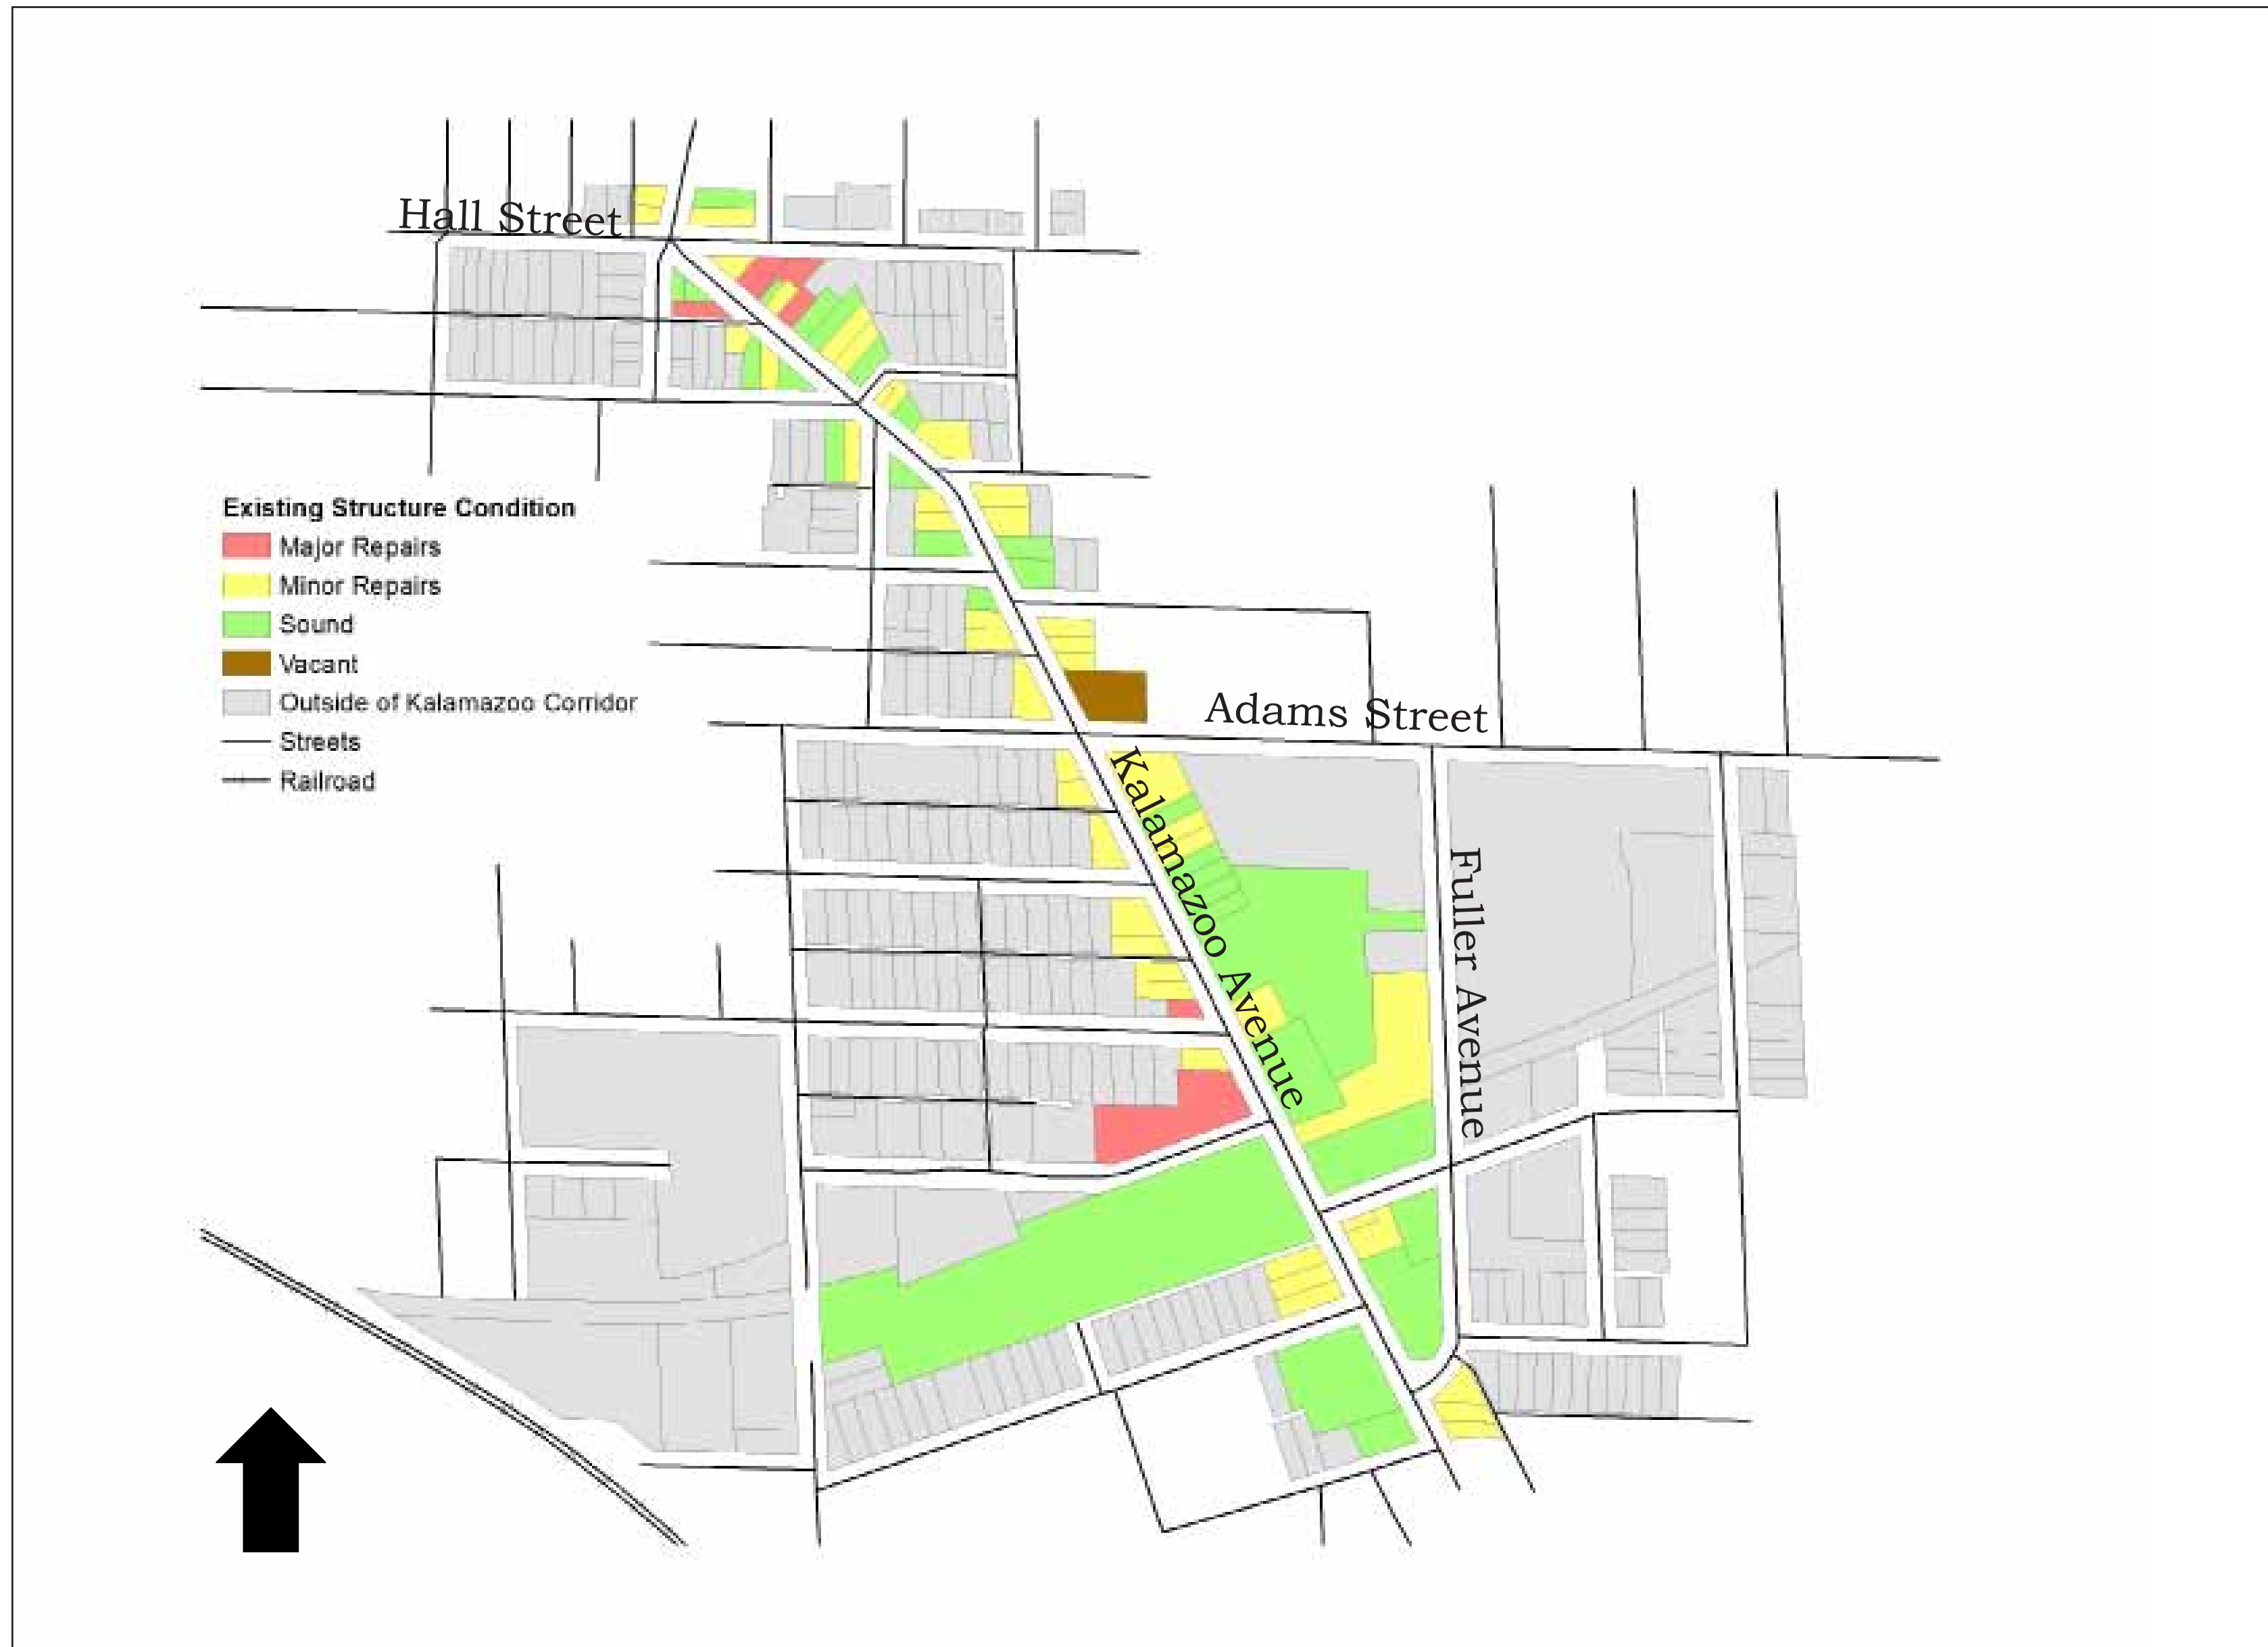 Hall Street
Existing Structure Condition
Major Repairs
Minor Repairs
Sound
Vacant
Outside of Kalamazoo Corridor
Streets
Railroad
Adams Street
Kalamazoo Avenue
Fuller Avenue